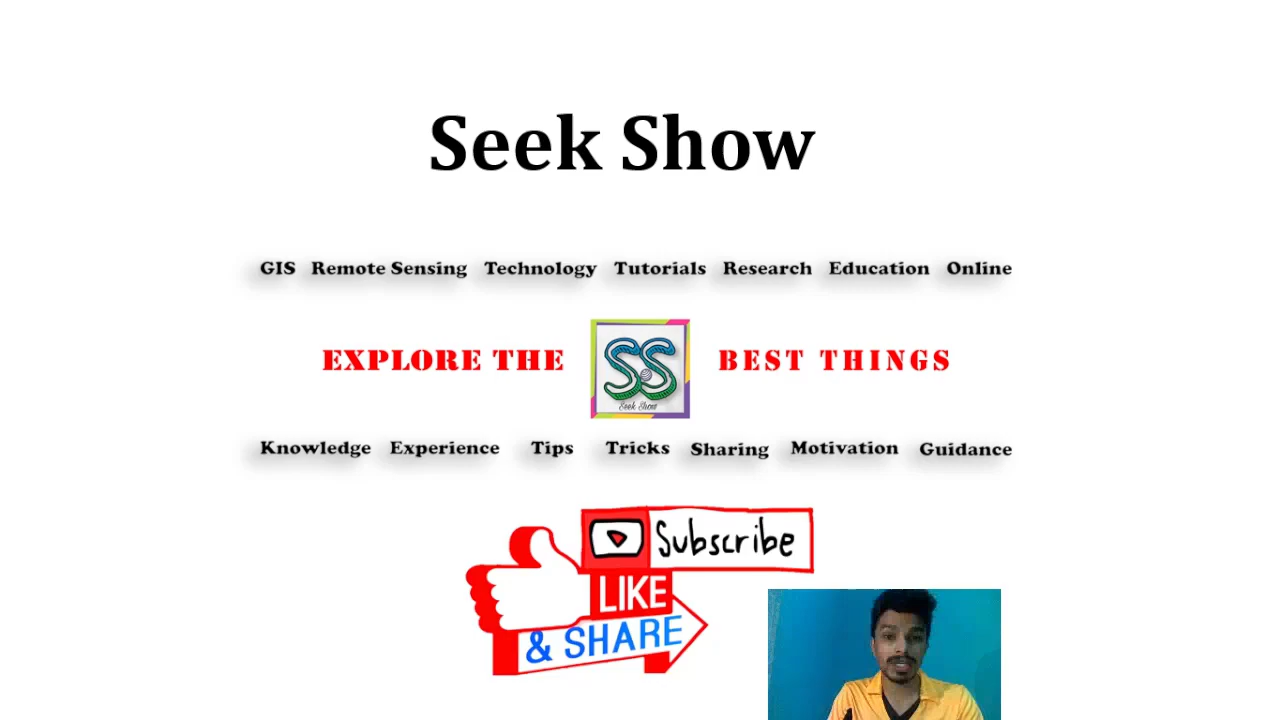 Seek Show
GIS Remote Sensing Technology Tutorials Research Education Online
EXPLORE THE BEST THINGS
SS
Seek Show
Knowledge Experience Tips Tricks Sharing Motivation Guidance
Subscribe
LIKE
& SHARE